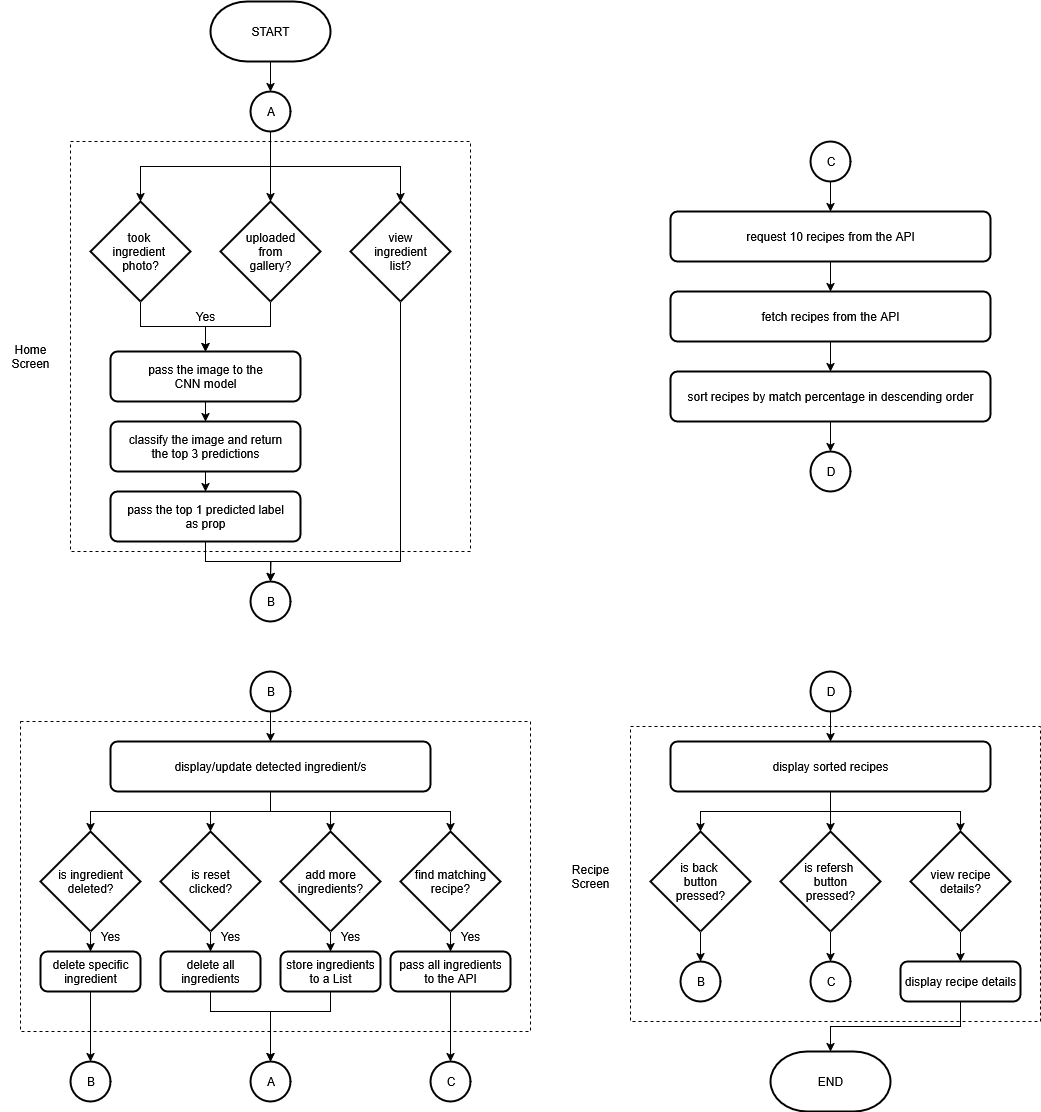 START
A
took
ingredient
photo?
uploaded
from
gallery?
view
ingredient
list?
Yes
Home
Screen
pass the image to the
CNN model
classify the image and return
the top 3 predictions
pass the top 1 predicted label
as prop
B
C
request 10 recipes from the API
fetch recipes from the API
sort recipes by match percentage in descending order
D
B
display/update detected ingredient/s
is ingredient
deleted?
is reset
clicked?
add more
ingredients?
find matching
recipe?
Yes
Yes
Yes
Yes
delete specific
ingredient
delete all
ingredients
store ingredients
to a List
pass all ingredients
to the API
B
A
C
D
display sorted recipes
Recipe
Screen
is back
button
pressed?
is refersh
button
pressed?
view recipe
details?
B
C
display recipe details
END